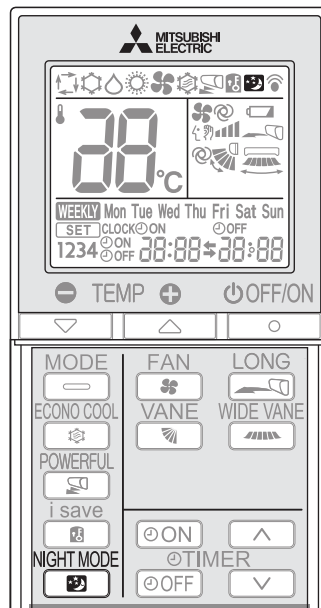 MITSUBISHI
ELECTRIC
88°C
WEEKLY Mon Tue Wed Thu Fri Sat Sun
SET CLOCK ON OFF
1234 ON OFF 88:88 88:88
TEMP OFF/ON
MODE FAN LONG
ECONO COOL VANE WIDE VANE
POWERFUL
i save
NIGHT MODE
ON
TIMER
OFF